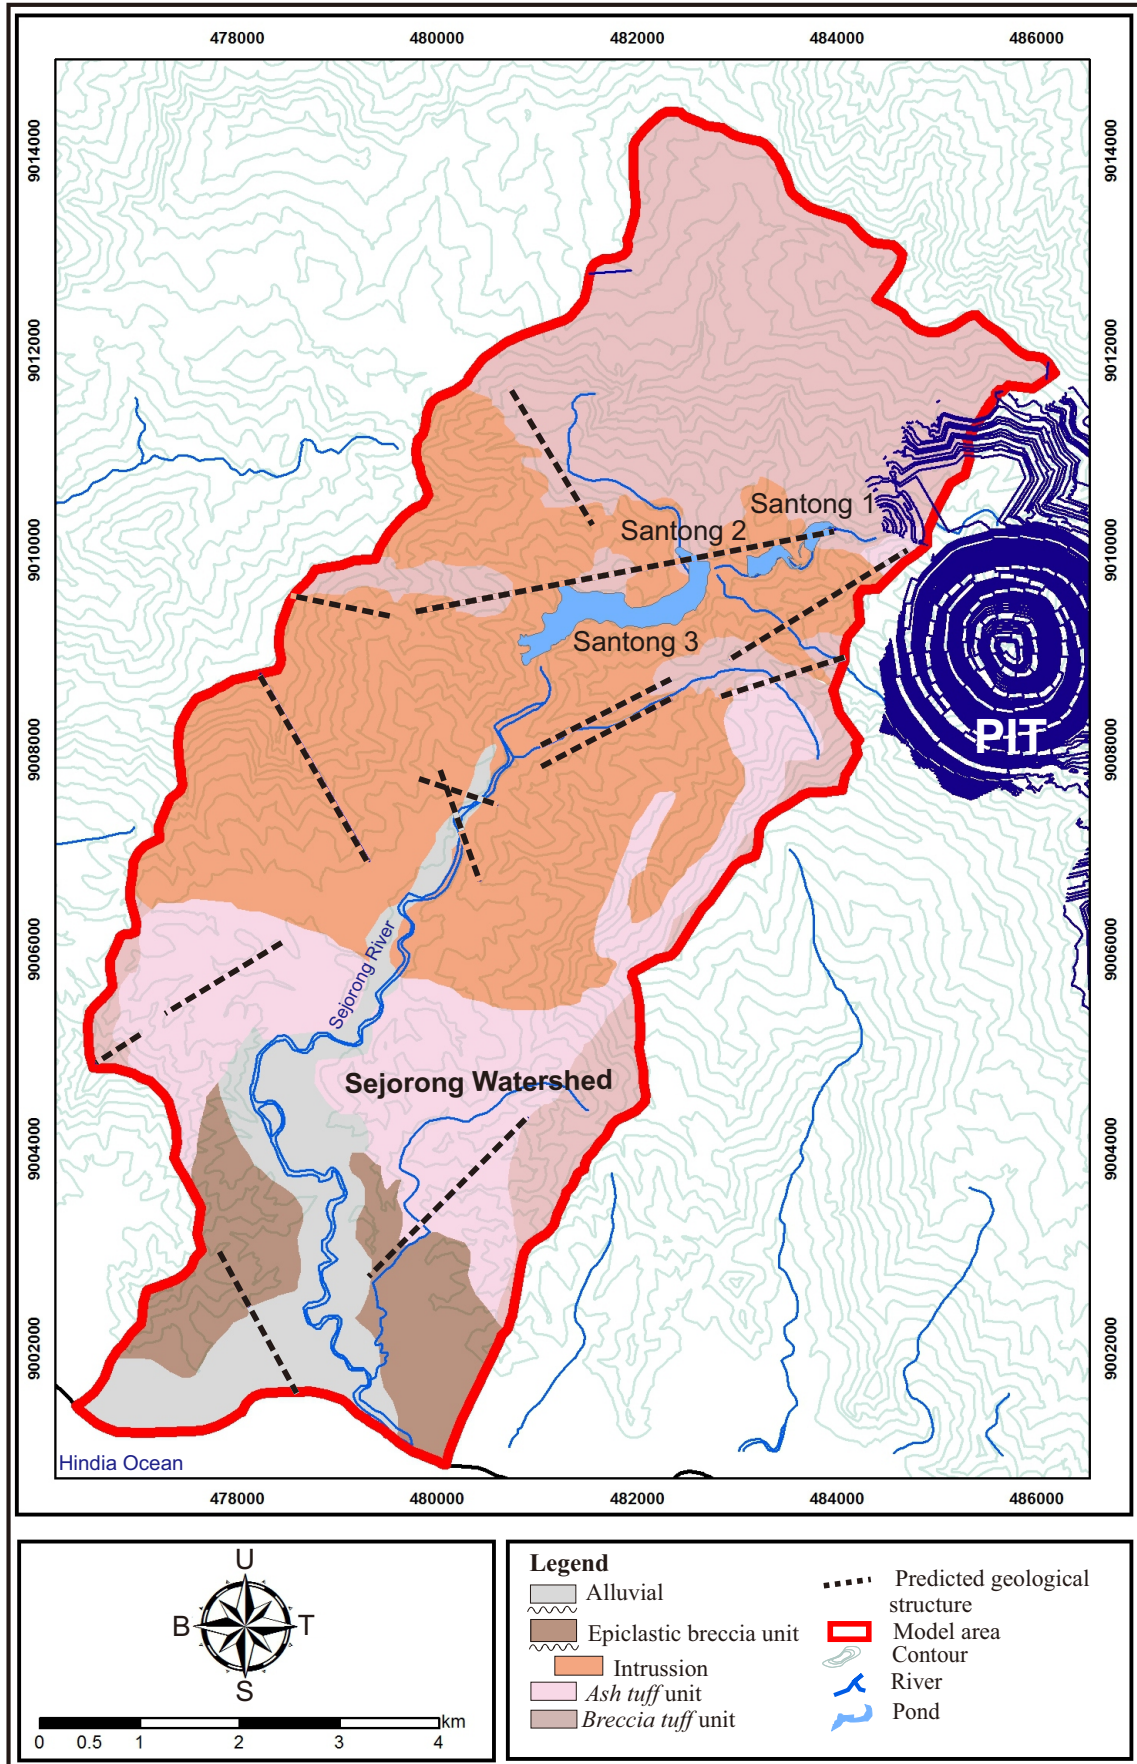 478000 480000 482000 484000 486000
9014000 9014000
9012000 9012000
Santong 1
Santong 2
9010000 9010000
Santong 3
PIT
9008000 9008000
9006000 9006000
Sejorong River
Sejorong Watershed
9004000 9004000
9002000 9002000
Hindia Ocean
478000 480000 482000 484000 486000
U
B T
S
km
0 0.5 1 2 3 4
Legend
Alluvial
Epiclastic breccia unit
Intrussion
Ash tuff unit
Breccia tuff unit
Predicted geological
structure
Model area
Contour
River
Pond